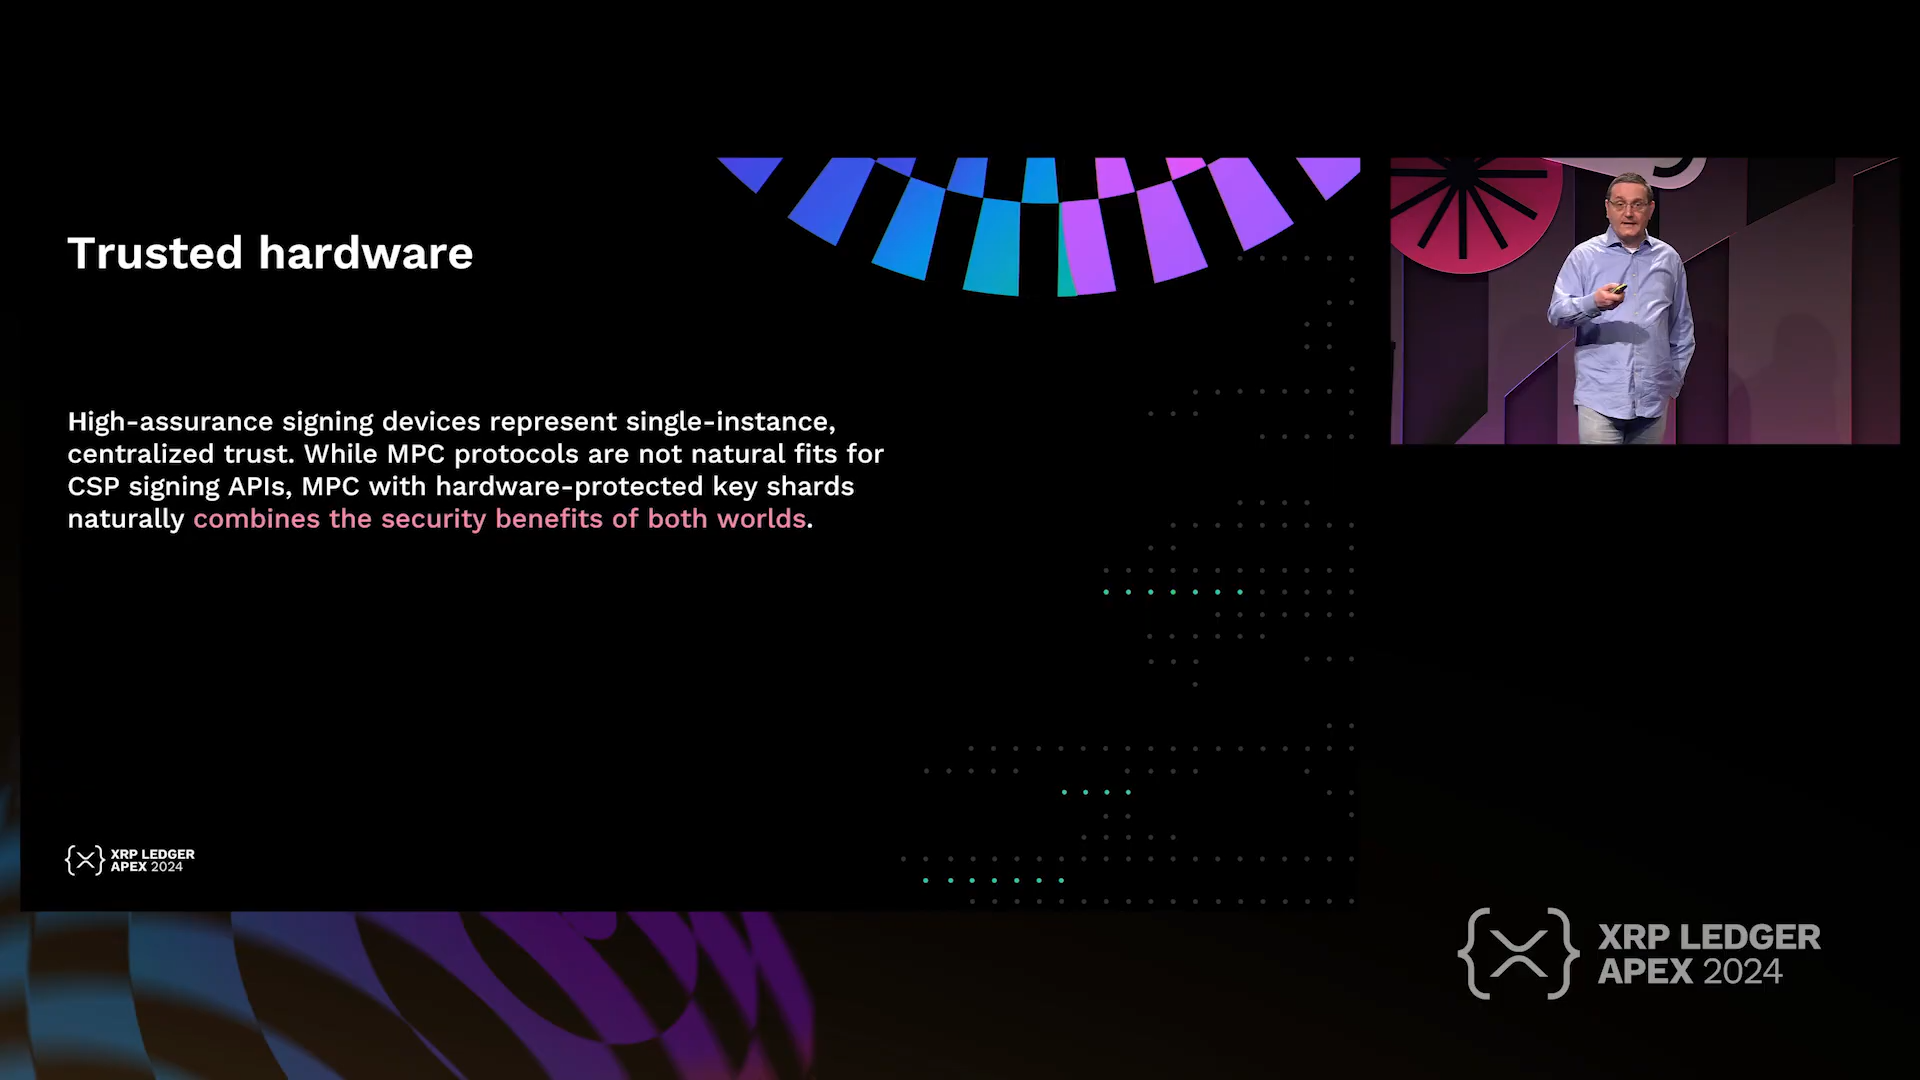 Trusted hardware
High-assurance signing devices represent single-instance,
centralized trust. While MPC protocols are not natural fits for
CSP signing APIs, MPC with hardware-protected key shards
naturally combines the security benefits of both worlds.
XRP LEDGER
APEX 2024
XRP LEDGER
APEX 2024